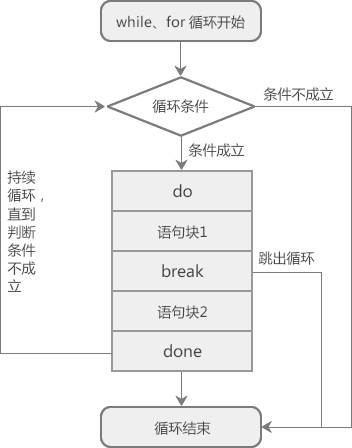 while、for 循环开始
循环条件
条件不成立
条件成立
持续
循环，
直到
判断
条件
不成
立
do
语句块1
break
跳出循环
语句块2
done
循环结束